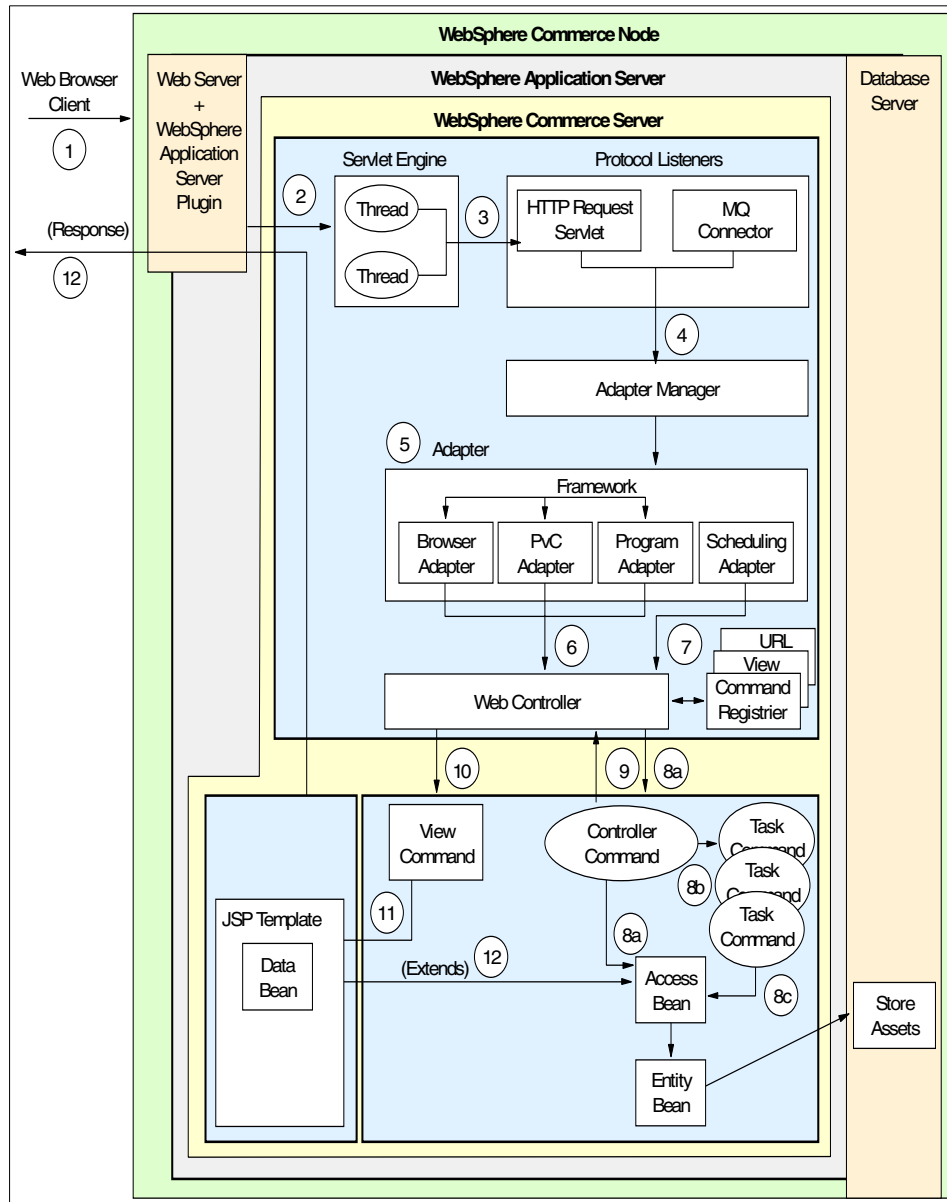 WebSphere Commerce Node
Web Browser
Client
1
(Response)
12
Web Server
+
WebSphere
Application
Server
Plugin
WebSphere Application Server
Database
Server
WebSphere Commerce Server
Servlet Engine
Protocol Listeners
2
Thread
Thread
3
HTTP Request
Servlet
MQ
Connector
4
Adapter Manager
5
Adapter
Framework
Browser
Adapter
PvC
Adapter
Program
Adapter
Scheduling
Adapter
6
7
URL
View
Command
Registrier
Web Controller
10
9
8a
View
Command
Controller
Command
Task
Command
8b
Task
Command
Task
Command
11
JSP Template
Data
Bean
8a
(Extends)
12
Access
Bean
8c
Store
Assets
Entity
Bean